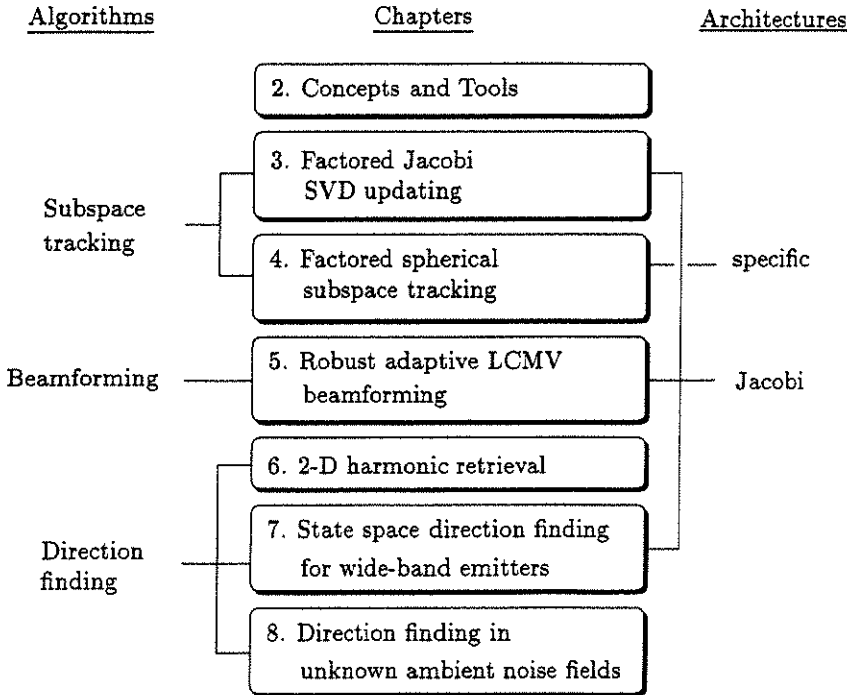 Algorithms
Chapters
Architectures
2. Concepts and Tools
3. Factored Jacobi
SVD updating
Subspace
tracking
4. Factored spherical
subspace tracking
specific
Beamforming
5. Robust adaptive LCMV
beamforming
Jacobi
6. 2-D harmonic retrieval
Direction
finding
7. State space direction finding
for wide-band emitters
8. Direction finding in
unknown ambient noise fields